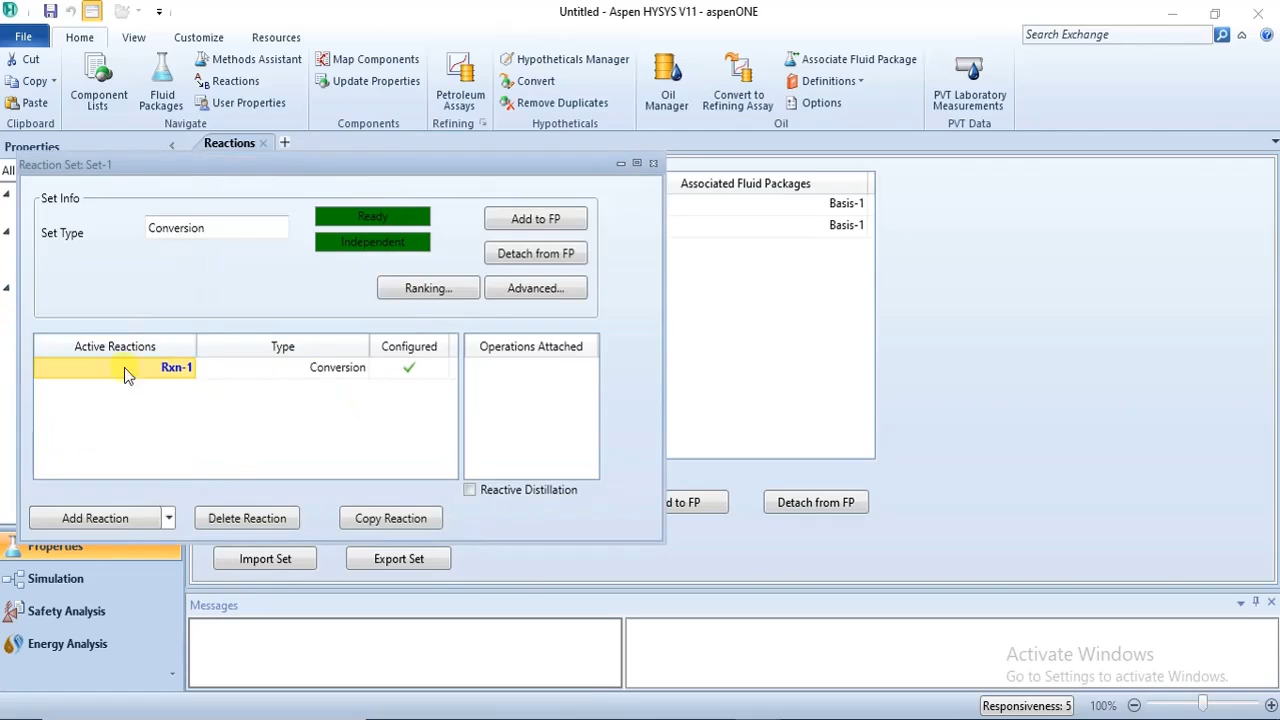 Untitled - Aspen HYSYS V11 - aspenONE
File
Home
View
Customize
Resources
Search Exchange
Cut
Copy
Paste
Clipboard
Component Lists
Fluid Packages
Methods Assistant
Reactions
User Properties
Navigate
Map Components
Update Properties
Components
Petroleum Assays
Refining
Hypotheticals Manager
Convert
Remove Duplicates
Hypotheticals
Oil Manager
Convert to Refining Assay
Associate Fluid Package
Definitions
Options
Oil
PVT Laboratory Measurements
PVT Data
Properties
Reactions
All
Reaction Set: Set-1
Set Info
Set Type
Conversion
Ready
Independent
Add to FP
Detach from FP
Ranking...
Advanced...
Active Reactions
Type
Configured
Rxn-1
Conversion
Operations Attached
Reactive Distillation
Add Reaction
Delete Reaction
Copy Reaction
Associated Fluid Packages
Basis-1
Basis-1
d to FP
Detach from FP
Import Set
Export Set
Properties
Simulation
Safety Analysis
Energy Analysis
Messages
Activate Windows
Go to Settings to activate Windows.
Responsiveness: 5
100%